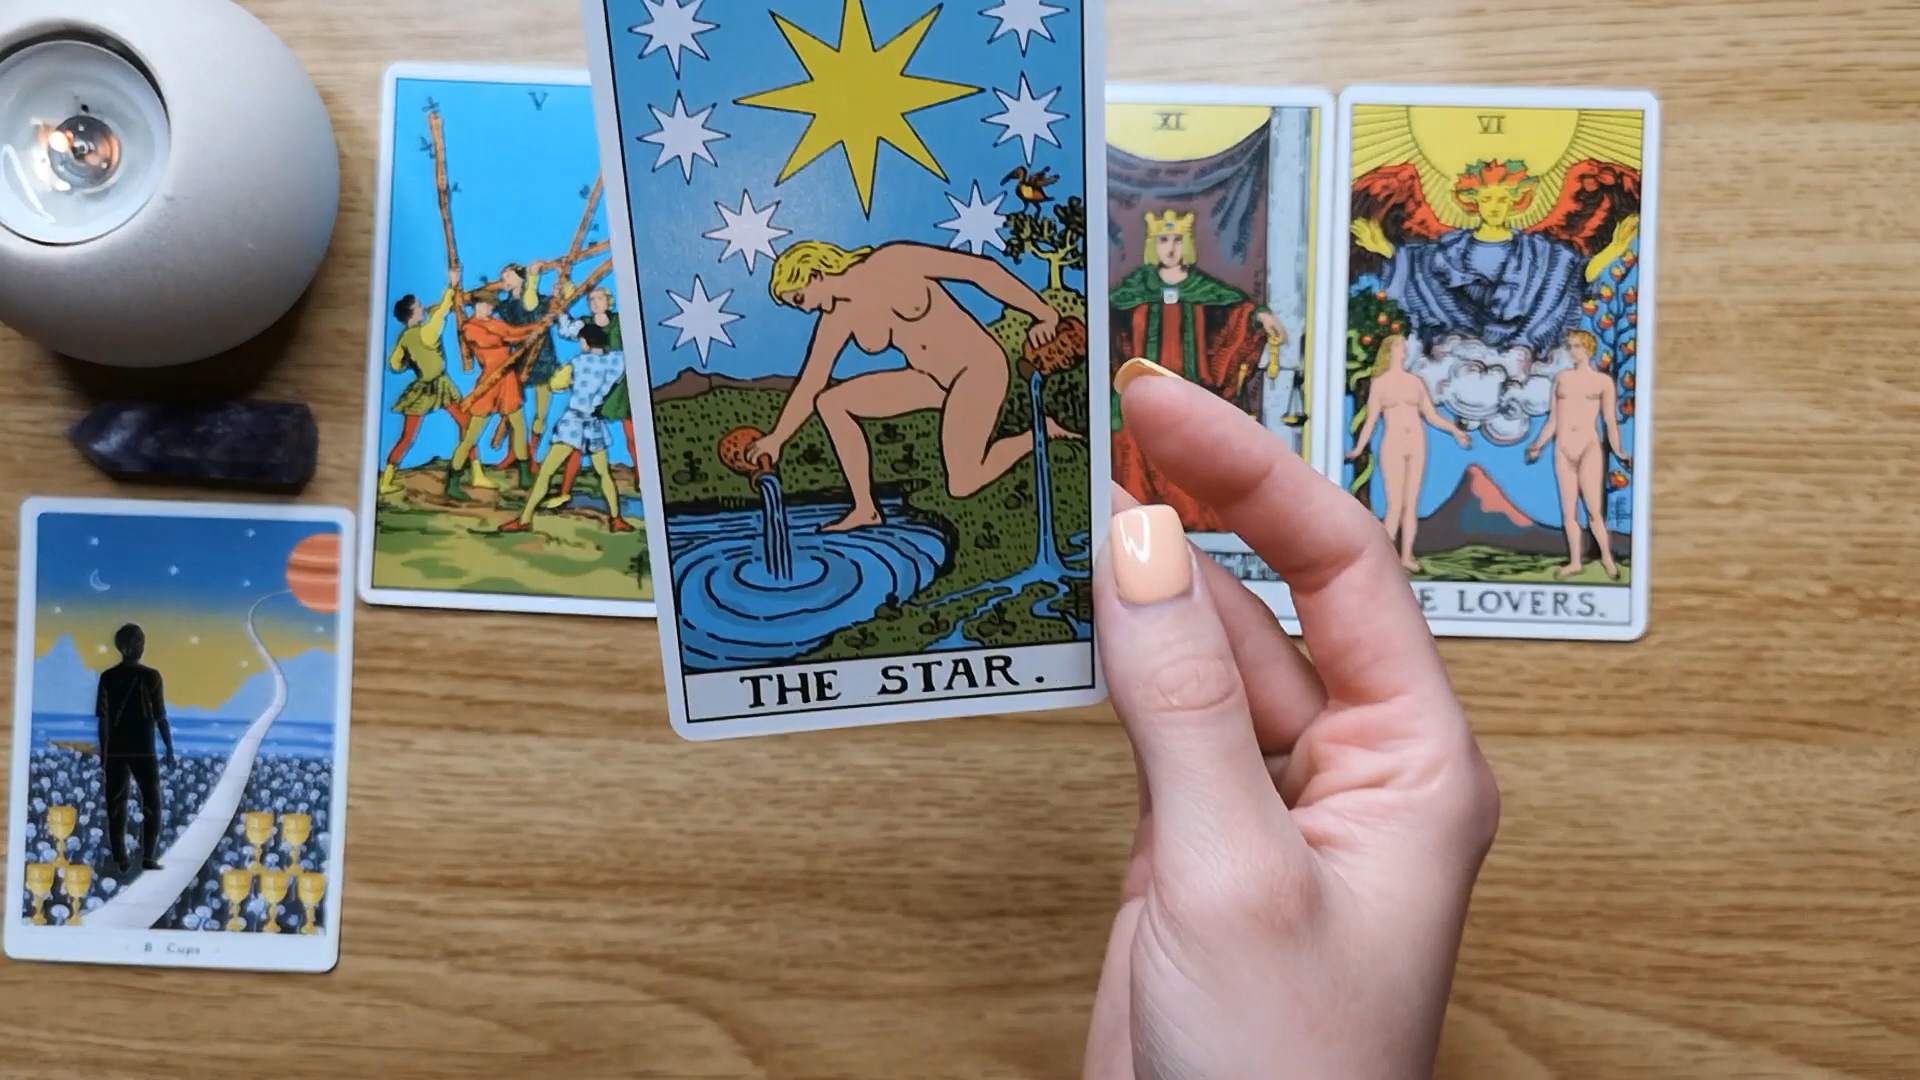 V
XI
VI
THE STAR.
E LOVERS.
8 Cups